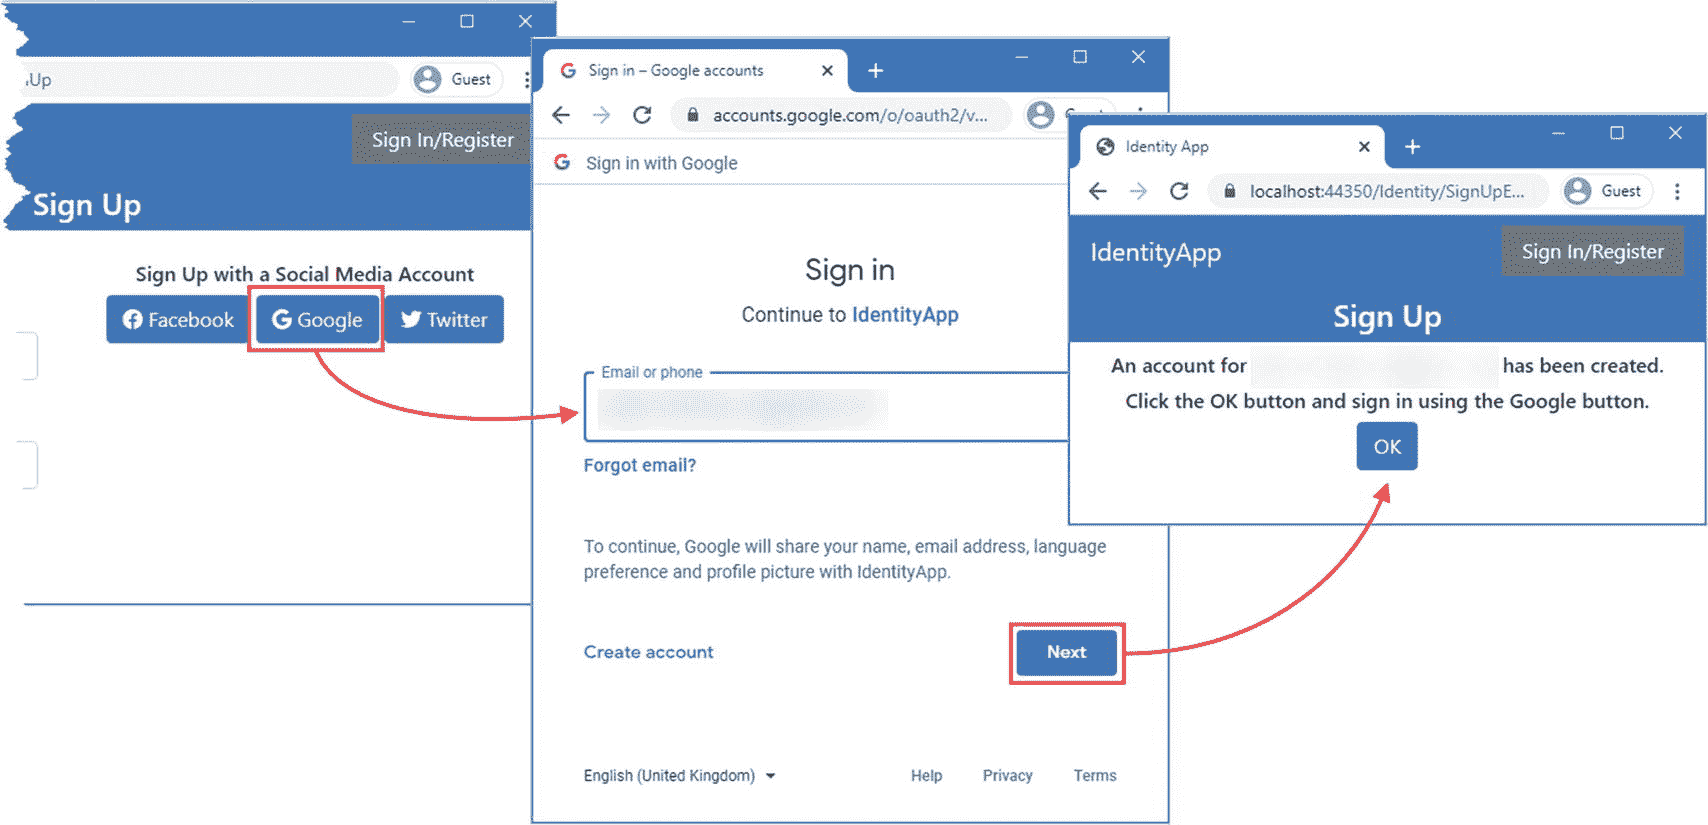 Up
Guest
Sign In/Register
Sign Up
Sign Up with a Social Media Account
Facebook
Google
Twitter
Sign in – Google accounts
accounts.google.com/o/oauth2/v...
Sign in with Google
Sign in
Continue to IdentityApp
Email or phone
Forgot email?
To continue, Google will share your name, email address, language
preference and profile picture with IdentityApp.
Create account
Next
English (United Kingdom)
Help
Privacy
Terms
Identity App
localhost:44350/Identity/SignUpE...
Guest
IdentityApp
Sign In/Register
Sign Up
An account for has been created.
Click the OK button and sign in using the Google button.
OK